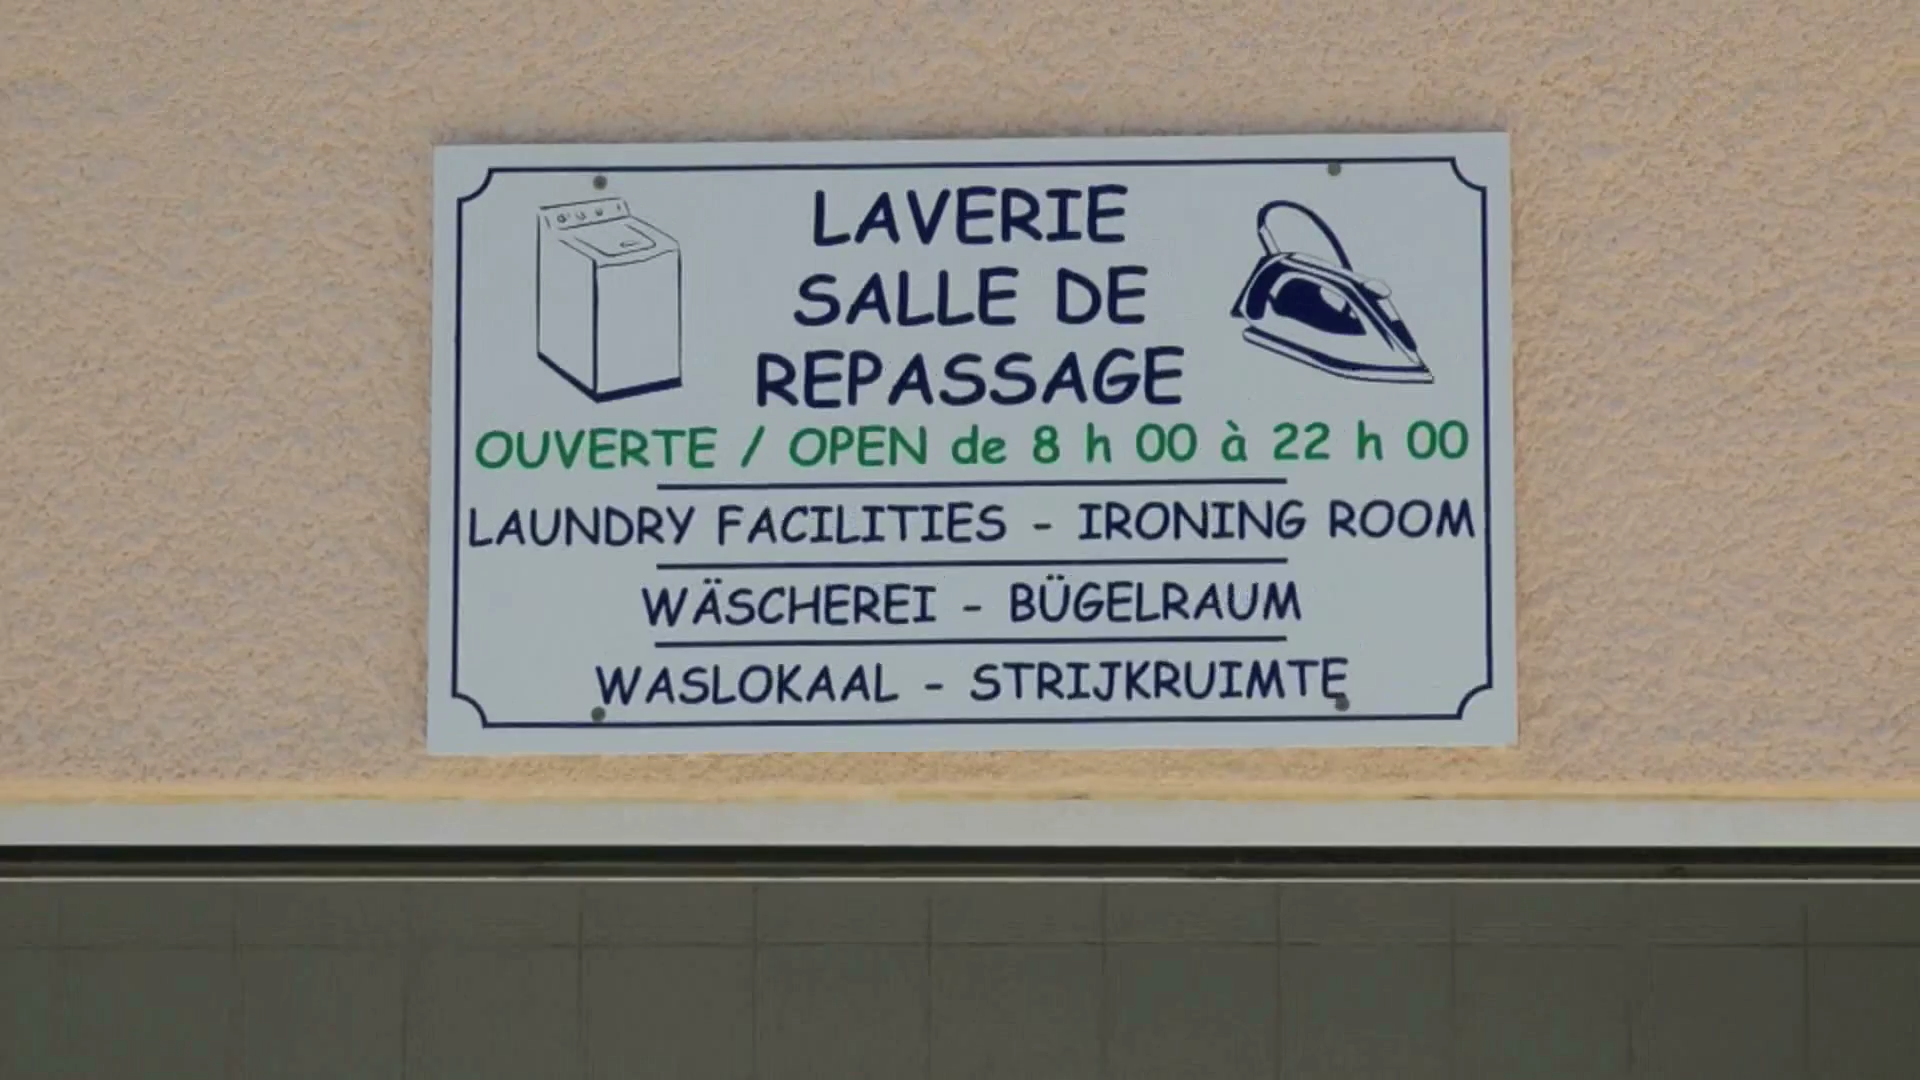 LAVERIE
SALLE DE
REPASSAGE
OUVERTE / OPEN de 8 h 00 à 22 h 00
LAUNDRY FACILITIES - IRONING ROOM
WÄSCHEREI - BÜGELRAUM
WASLOKAAL - STRIJKRUIMTE